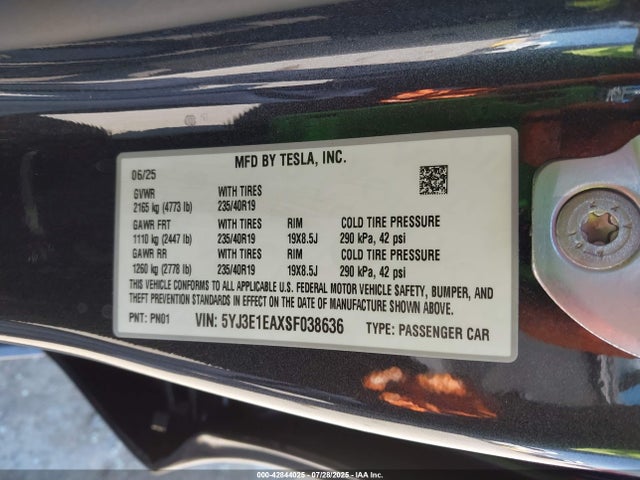 MFD BY TESLA, INC.
06/25
GVWR WITH TIRES
2165 kg (4773 lb) 235/40R19
GAWR FRT WITH TIRES RIM COLD TIRE PRESSURE
1110 kg (2447 lb) 235/40R19 19X8.5J 290 kPa, 42 psi
GAWR RR WITH TIRES RIM COLD TIRE PRESSURE
1260 kg (2778 lb) 235/40R19 19X8.5J 290 kPa, 42 psi
THIS VEHICLE CONFORMS TO ALL APPLICABLE U.S. FEDERAL MOTOR VEHICLE SAFETY, BUMPER, AND
THEFT PREVENTION STANDARDS IN EFFECT ON THE DATE OF MANUFACTURE SHOWN ABOVE.
PNT: PN01 VIN: 5YJ3E1EAXSF038636 TYPE: PASSENGER CAR
000-42844025 - 07/28/2025 - IAA Inc.